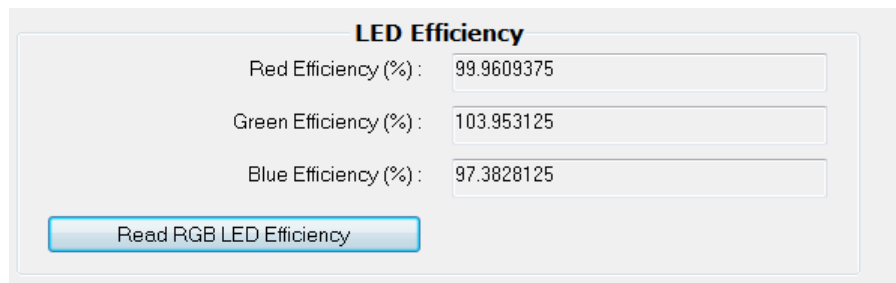 LED Efficiency
Red Efficiency (%) : 99.9609375
Green Efficiency (%) : 103.953125
Blue Efficiency (%) : 97.3828125
Read RGB LED Efficiency